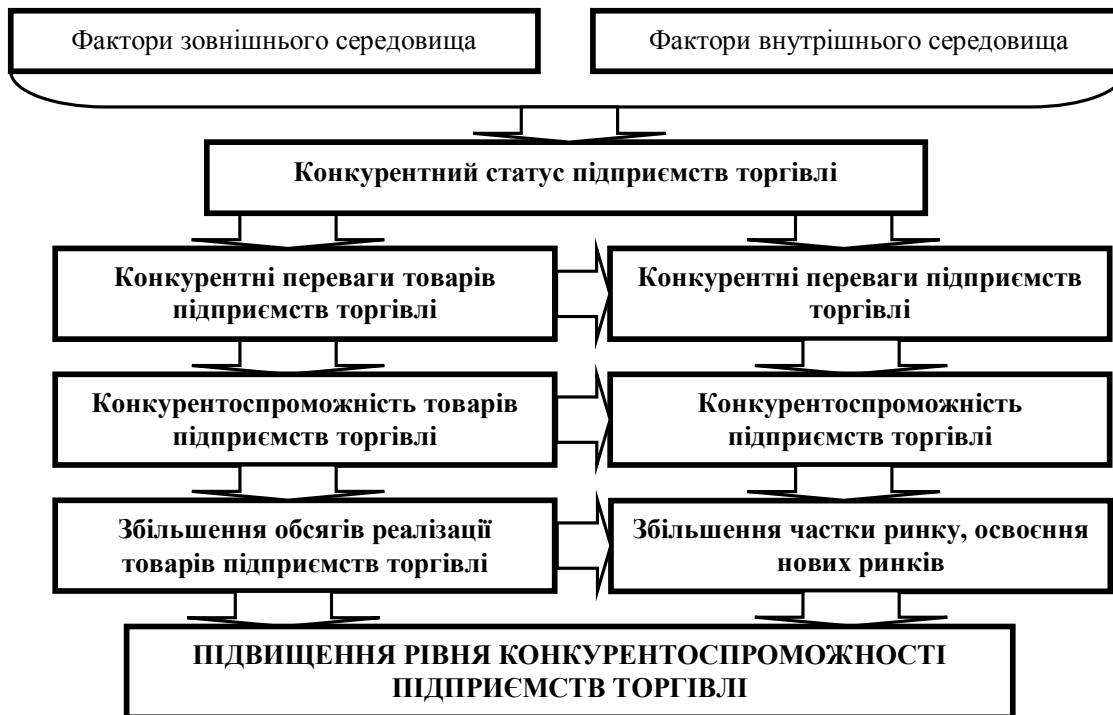 Фактори зовнішнього середовища
Фактори внутрішнього середовища
Конкурентний статус підприємств торгівлі
Конкурентні переваги товарів
підприємств торгівлі
Конкурентні переваги підприємств
торгівлі
Конкурентоспроможність товарів
підприємств торгівлі
Конкурентоспроможність
підприємств торгівлі
Збільшення обсягів реалізації
товарів підприємств торгівлі
Збільшення частки ринку, освоєння
нових ринків
ПІДВИЩЕННЯ РІВНЯ КОНКУРЕНТОСПРОМОЖНОСТІ
ПІДПРИЄМСТВ ТОРГІВЛІ